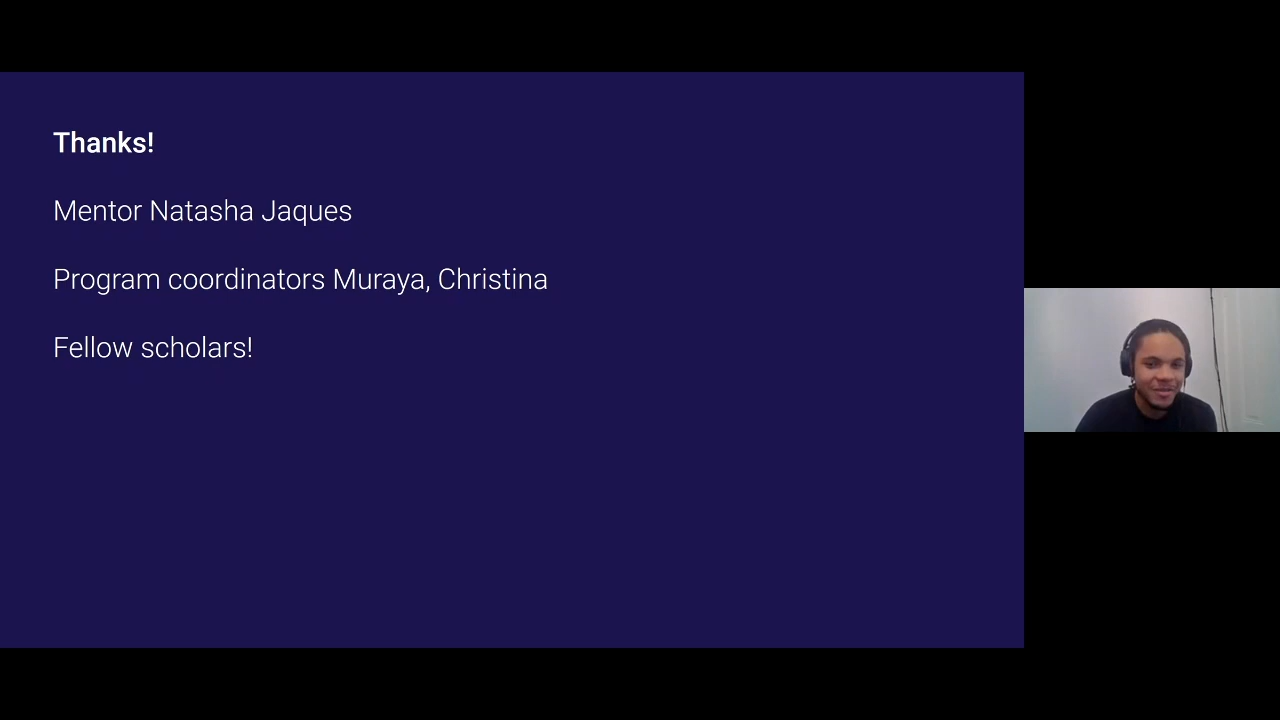 Thanks!
Mentor Natasha Jaques
Program coordinators Muraya, Christina
Fellow scholars!